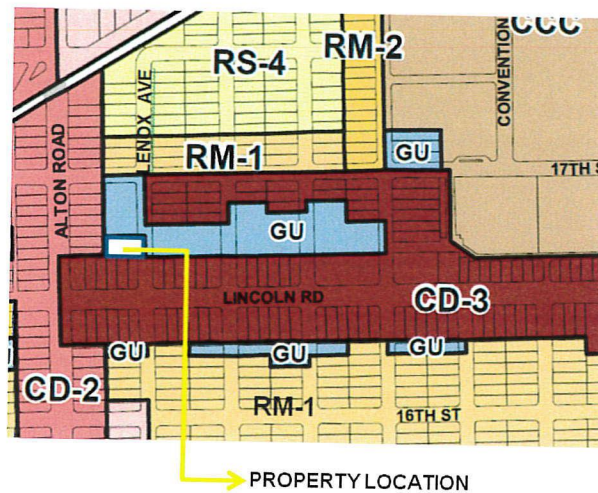 CCC
RM-2
RS-4
CONVENTION
LENOX AVE
GU
RM-1
17TH S
ALTON ROAD
GU
LINCOLN RD
CD-3
GU
GU
GU
CD-2
RM-1
16TH ST
PROPERTY LOCATION